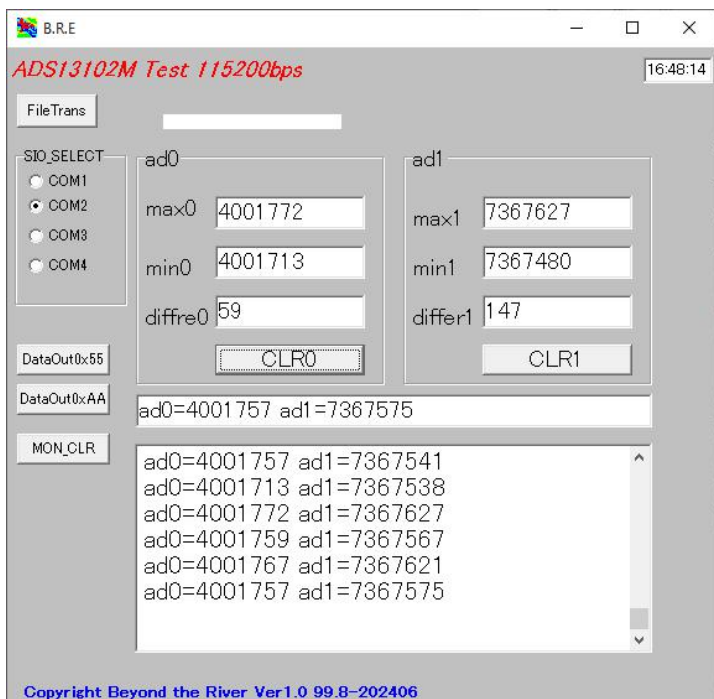 B.R.E
ADS13102M Test 115200bps
16:48:14
FileTrans
SIO_SELECT
COM1
COM2
COM3
COM4
ad0
max0 4001772
min0 4001713
diffre0 59
CLR0
ad1
max1 7367627
min1 7367480
differ1 147
CLR1
DataOut0x55
DataOut0xAA
MON_CLR
ad0=4001757 ad1=7367575
ad0=4001757 ad1=7367541
ad0=4001713 ad1=7367538
ad0=4001772 ad1=7367627
ad0=4001759 ad1=7367567
ad0=4001767 ad1=7367621
ad0=4001757 ad1=7367575
Copyright Beyond the River Ver1.0 99.8-202406